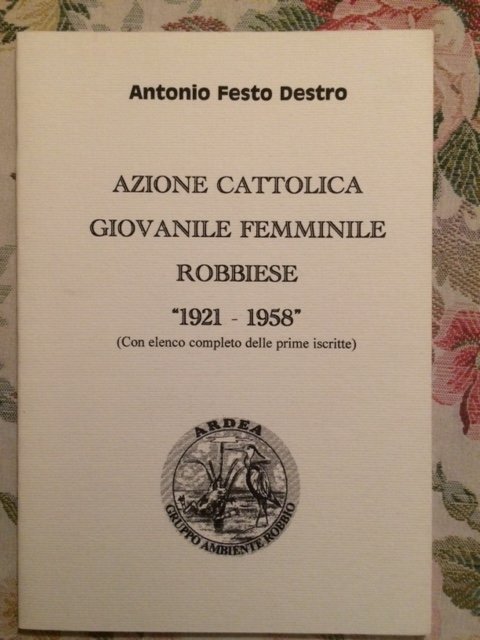 Antonio Festo Destro
AZIONE CATTOLICA
GIOVANILE FEMMINILE
ROBBIESE
"1921 - 1958"
(Con elenco completo delle prime iscritte)
ARDEA
GRUPPO AMBIENTE ROBBIO